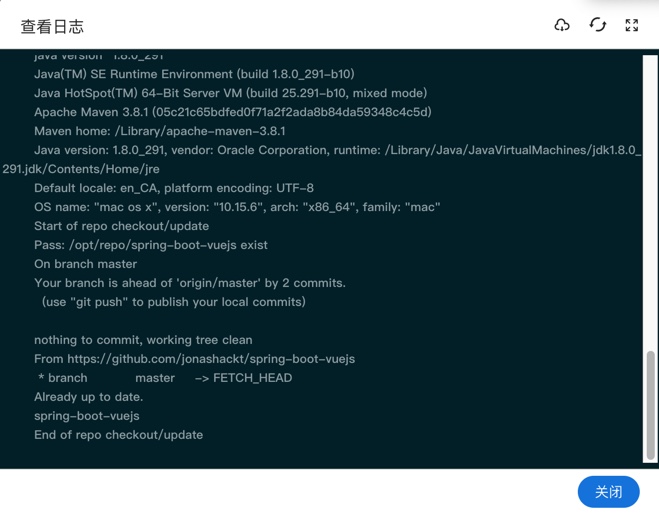 查看日志
java version "1.8.0_291"
Java(TM) SE Runtime Environment (build 1.8.0_291-b10)
Java HotSpot(TM) 64-Bit Server VM (build 25.291-b10, mixed mode)
Apache Maven 3.8.1 (05c21c65bdfed0f71a2f2ada8b84da59348c4c5d)
Maven home: /Library/apache-maven-3.8.1
Java version: 1.8.0_291, vendor: Oracle Corporation, runtime: /Library/Java/JavaVirtualMachines/jdk1.8.0_
291.jdk/Contents/Home/jre
Default locale: en_CA, platform encoding: UTF-8
OS name: "mac os x", version: "10.15.6", arch: "x86_64", family: "mac"
Start of repo checkout/update
Pass: /opt/repo/spring-boot-vuejs exist
On branch master
Your branch is ahead of 'origin/master' by 2 commits.
(use "git push" to publish your local commits)
nothing to commit, working tree clean
From https://github.com/jonashackt/spring-boot-vuejs
* branch master -> FETCH_HEAD
Already up to date.
spring-boot-vuejs
End of repo checkout/update
关闭